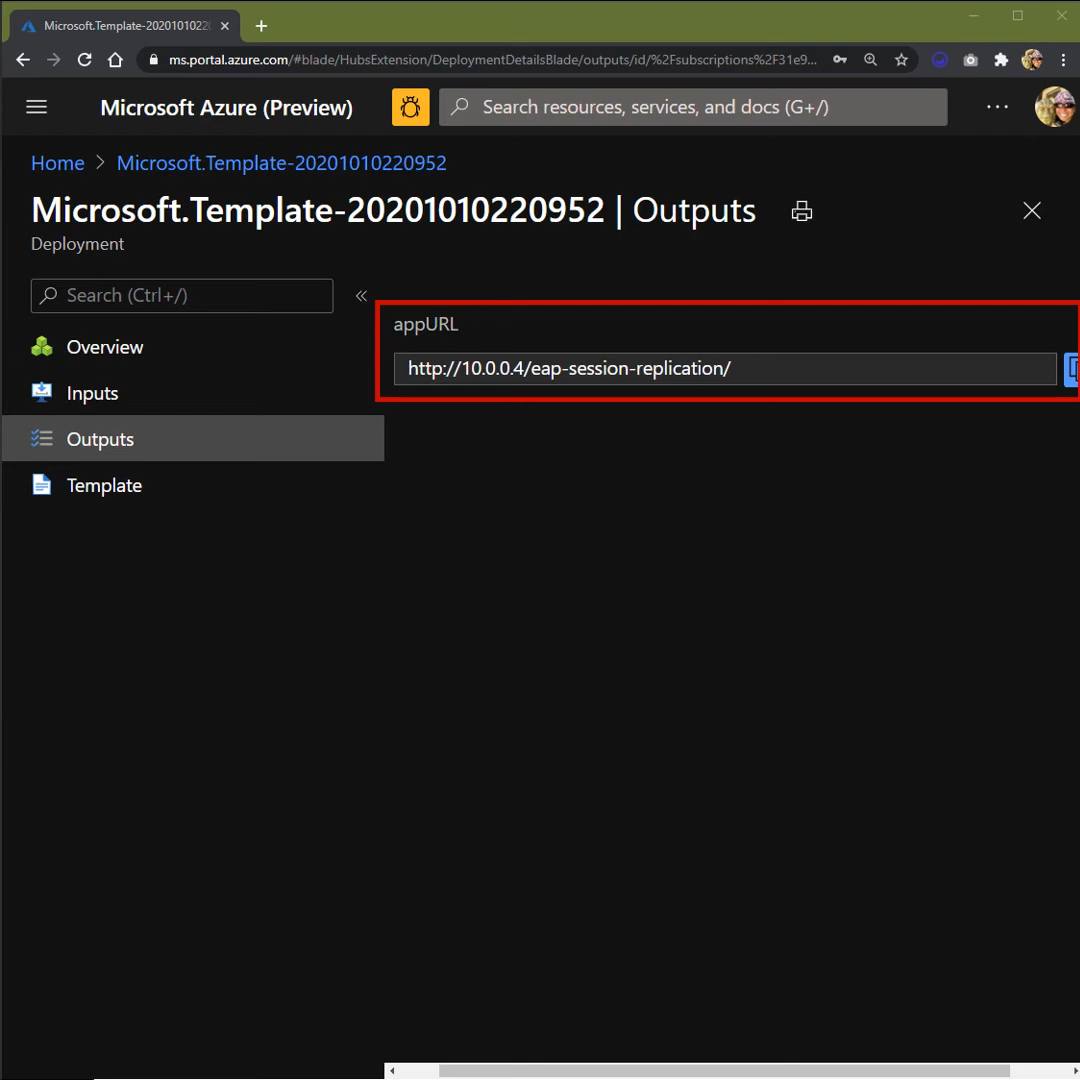 Microsoft.Template-2020101022
ms.portal.azure.com/#blade/HubsExtension/DeploymentDetailsBlade/outputs/id/%2Fsubscriptions%2F31e9...
Microsoft Azure (Preview)
Search resources, services, and docs (G+/)
Home > Microsoft.Template-20201010220952
Microsoft.Template-20201010220952 | Outputs
Deployment
Search (Ctrl+/)
«
appURL
http://10.0.0.4/eap-session-replication/
Overview
Inputs
Outputs
Template